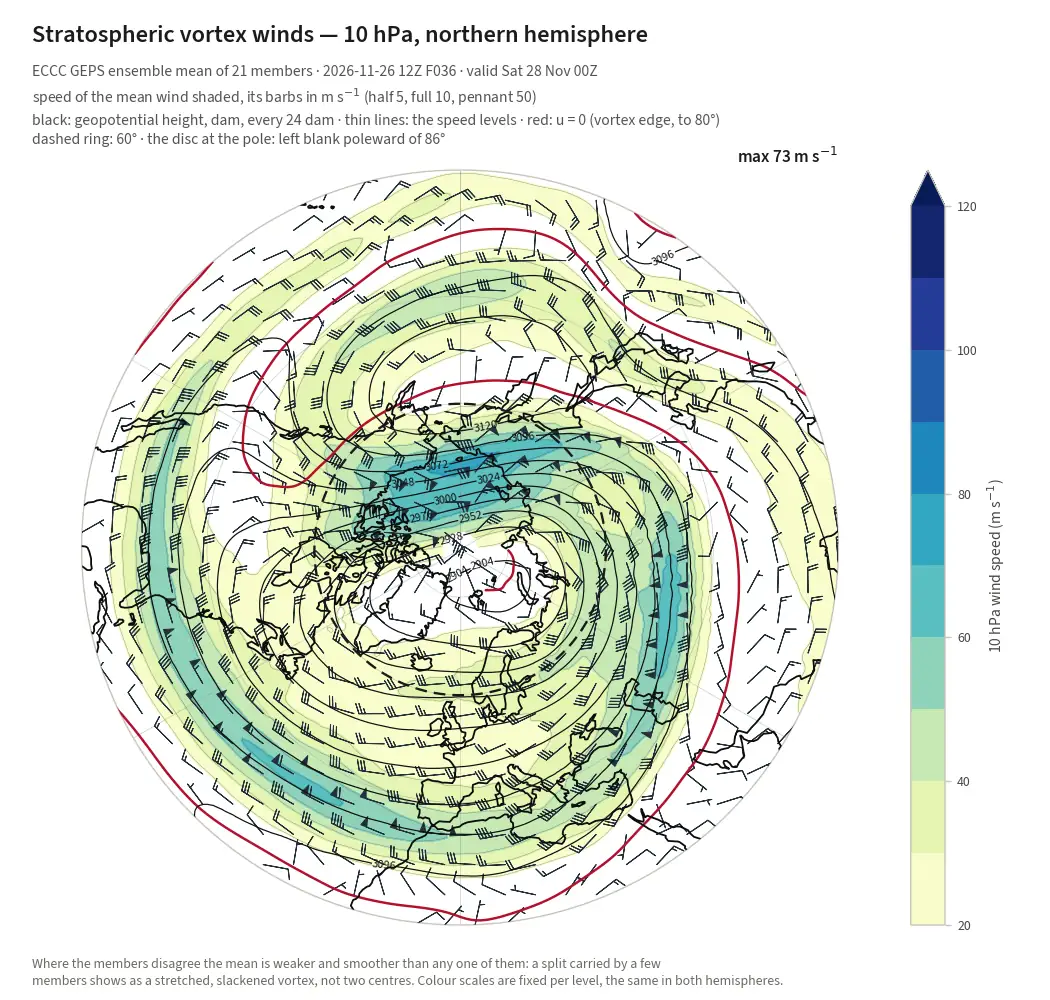 Stratospheric vortex winds — 10 hPa, northern hemisphere
ECCC GEPS ensemble mean of 21 members · 2026-11-26 12Z F036 · valid Sat 28 Nov 00Z
speed of the mean wind shaded, its barbs in m s⁻¹ (half 5, full 10, pennant 50)
black: geopotential height, dam, every 24 dam · thin lines: the speed levels · red: u = 0 (vortex edge, to 80°)
dashed ring: 60° · the disc at the pole: left blank poleward of 86°
max 73 m s⁻¹
120
100
80
60
40
20
10 hPa wind speed (m s⁻¹)
3096
3120
3096
3072
3048
3024
3000
2952
2928
2904
2904
3096
Where the members disagree the mean is weaker and smoother than any one of them: a split carried by a few
members shows as a stretched, slackened vortex, not two centres. Colour scales are fixed per level, the same in both hemispheres.